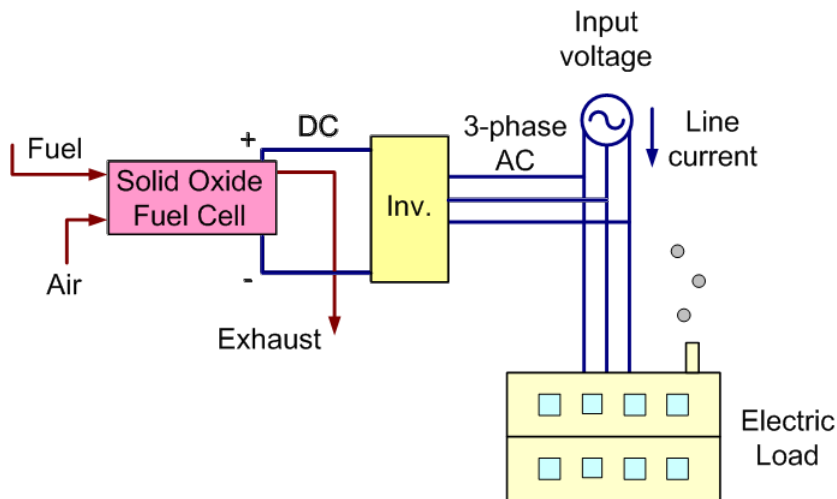 Input
voltage
+
DC
3-phase
AC
Line
current
Fuel
Solid Oxide
Fuel Cell
Inv.
Air
-
Exhaust
Electric
Load